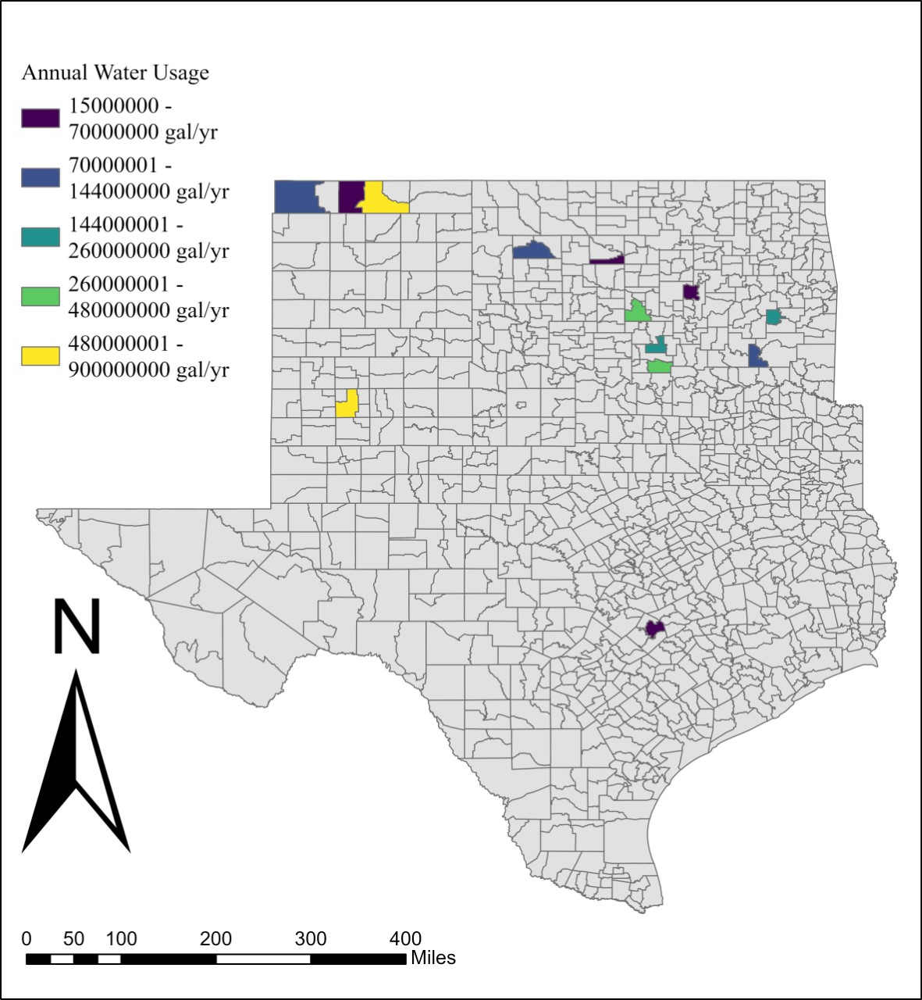 Annual Water Usage
15000000 -
70000000 gal/yr
70000001 -
144000000 gal/yr
144000001 -
260000000 gal/yr
260000001 -
480000000 gal/yr
480000001 -
900000000 gal/yr
N
0 50 100 200 300 400
Miles